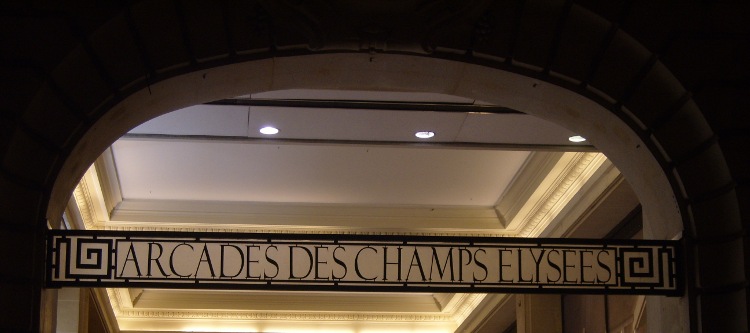 ARCADES DES CHAMPS ELYSEES